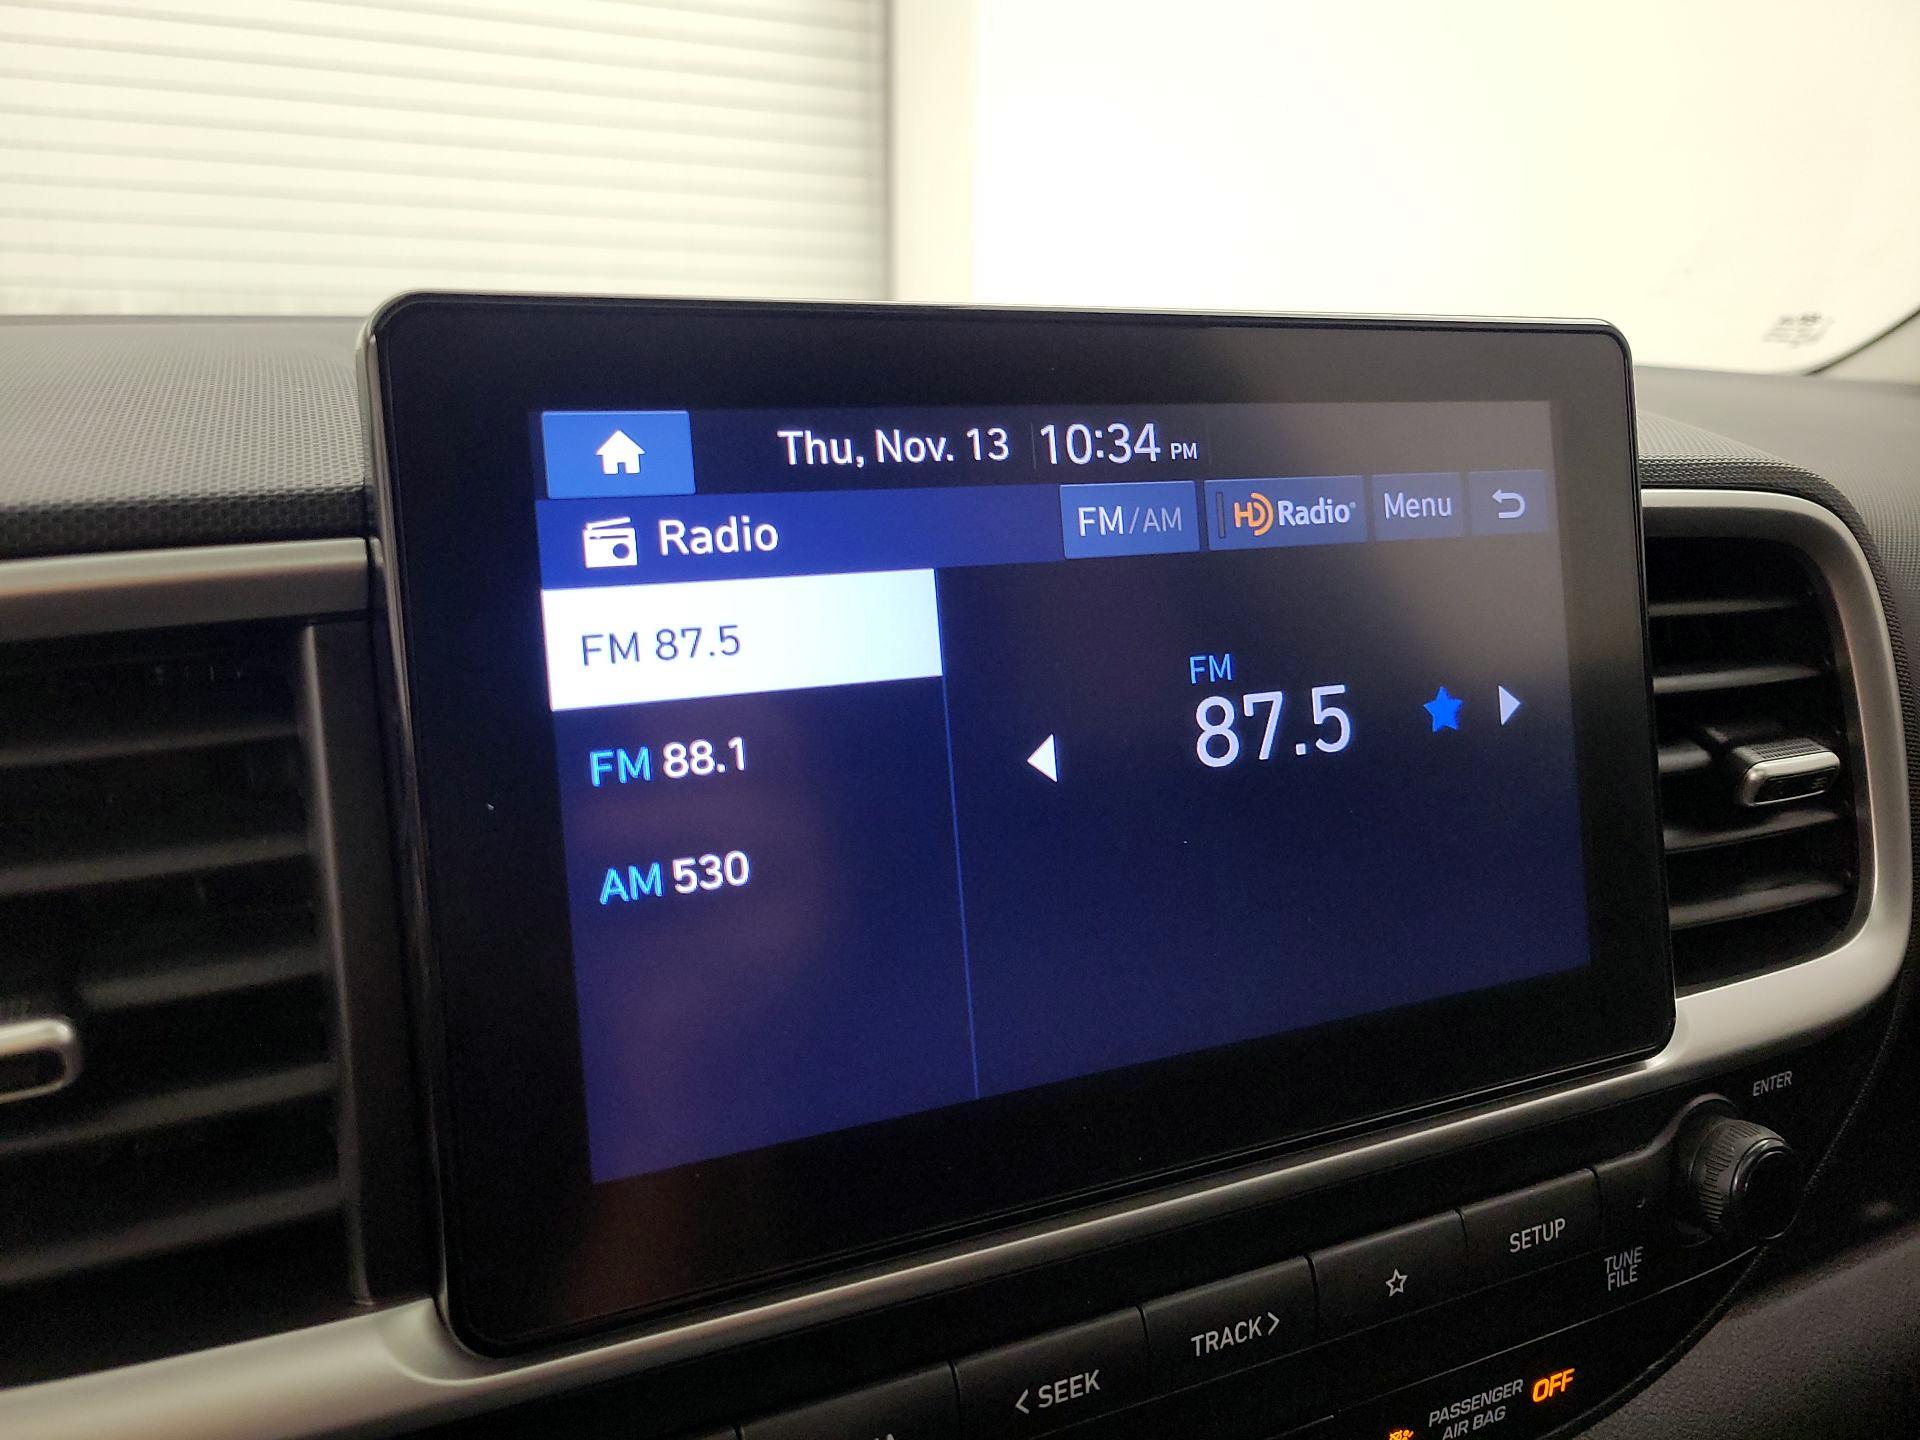 Thu, Nov. 13 10:34 PM
Radio FM/AM HD Radio® Menu
FM 87.5
FM 88.1
AM 530
FM
87.5
ENTER
SETUP
TUNE
FILE
< SEEK
TRACK >
PASSENGER
AIR BAG OFF